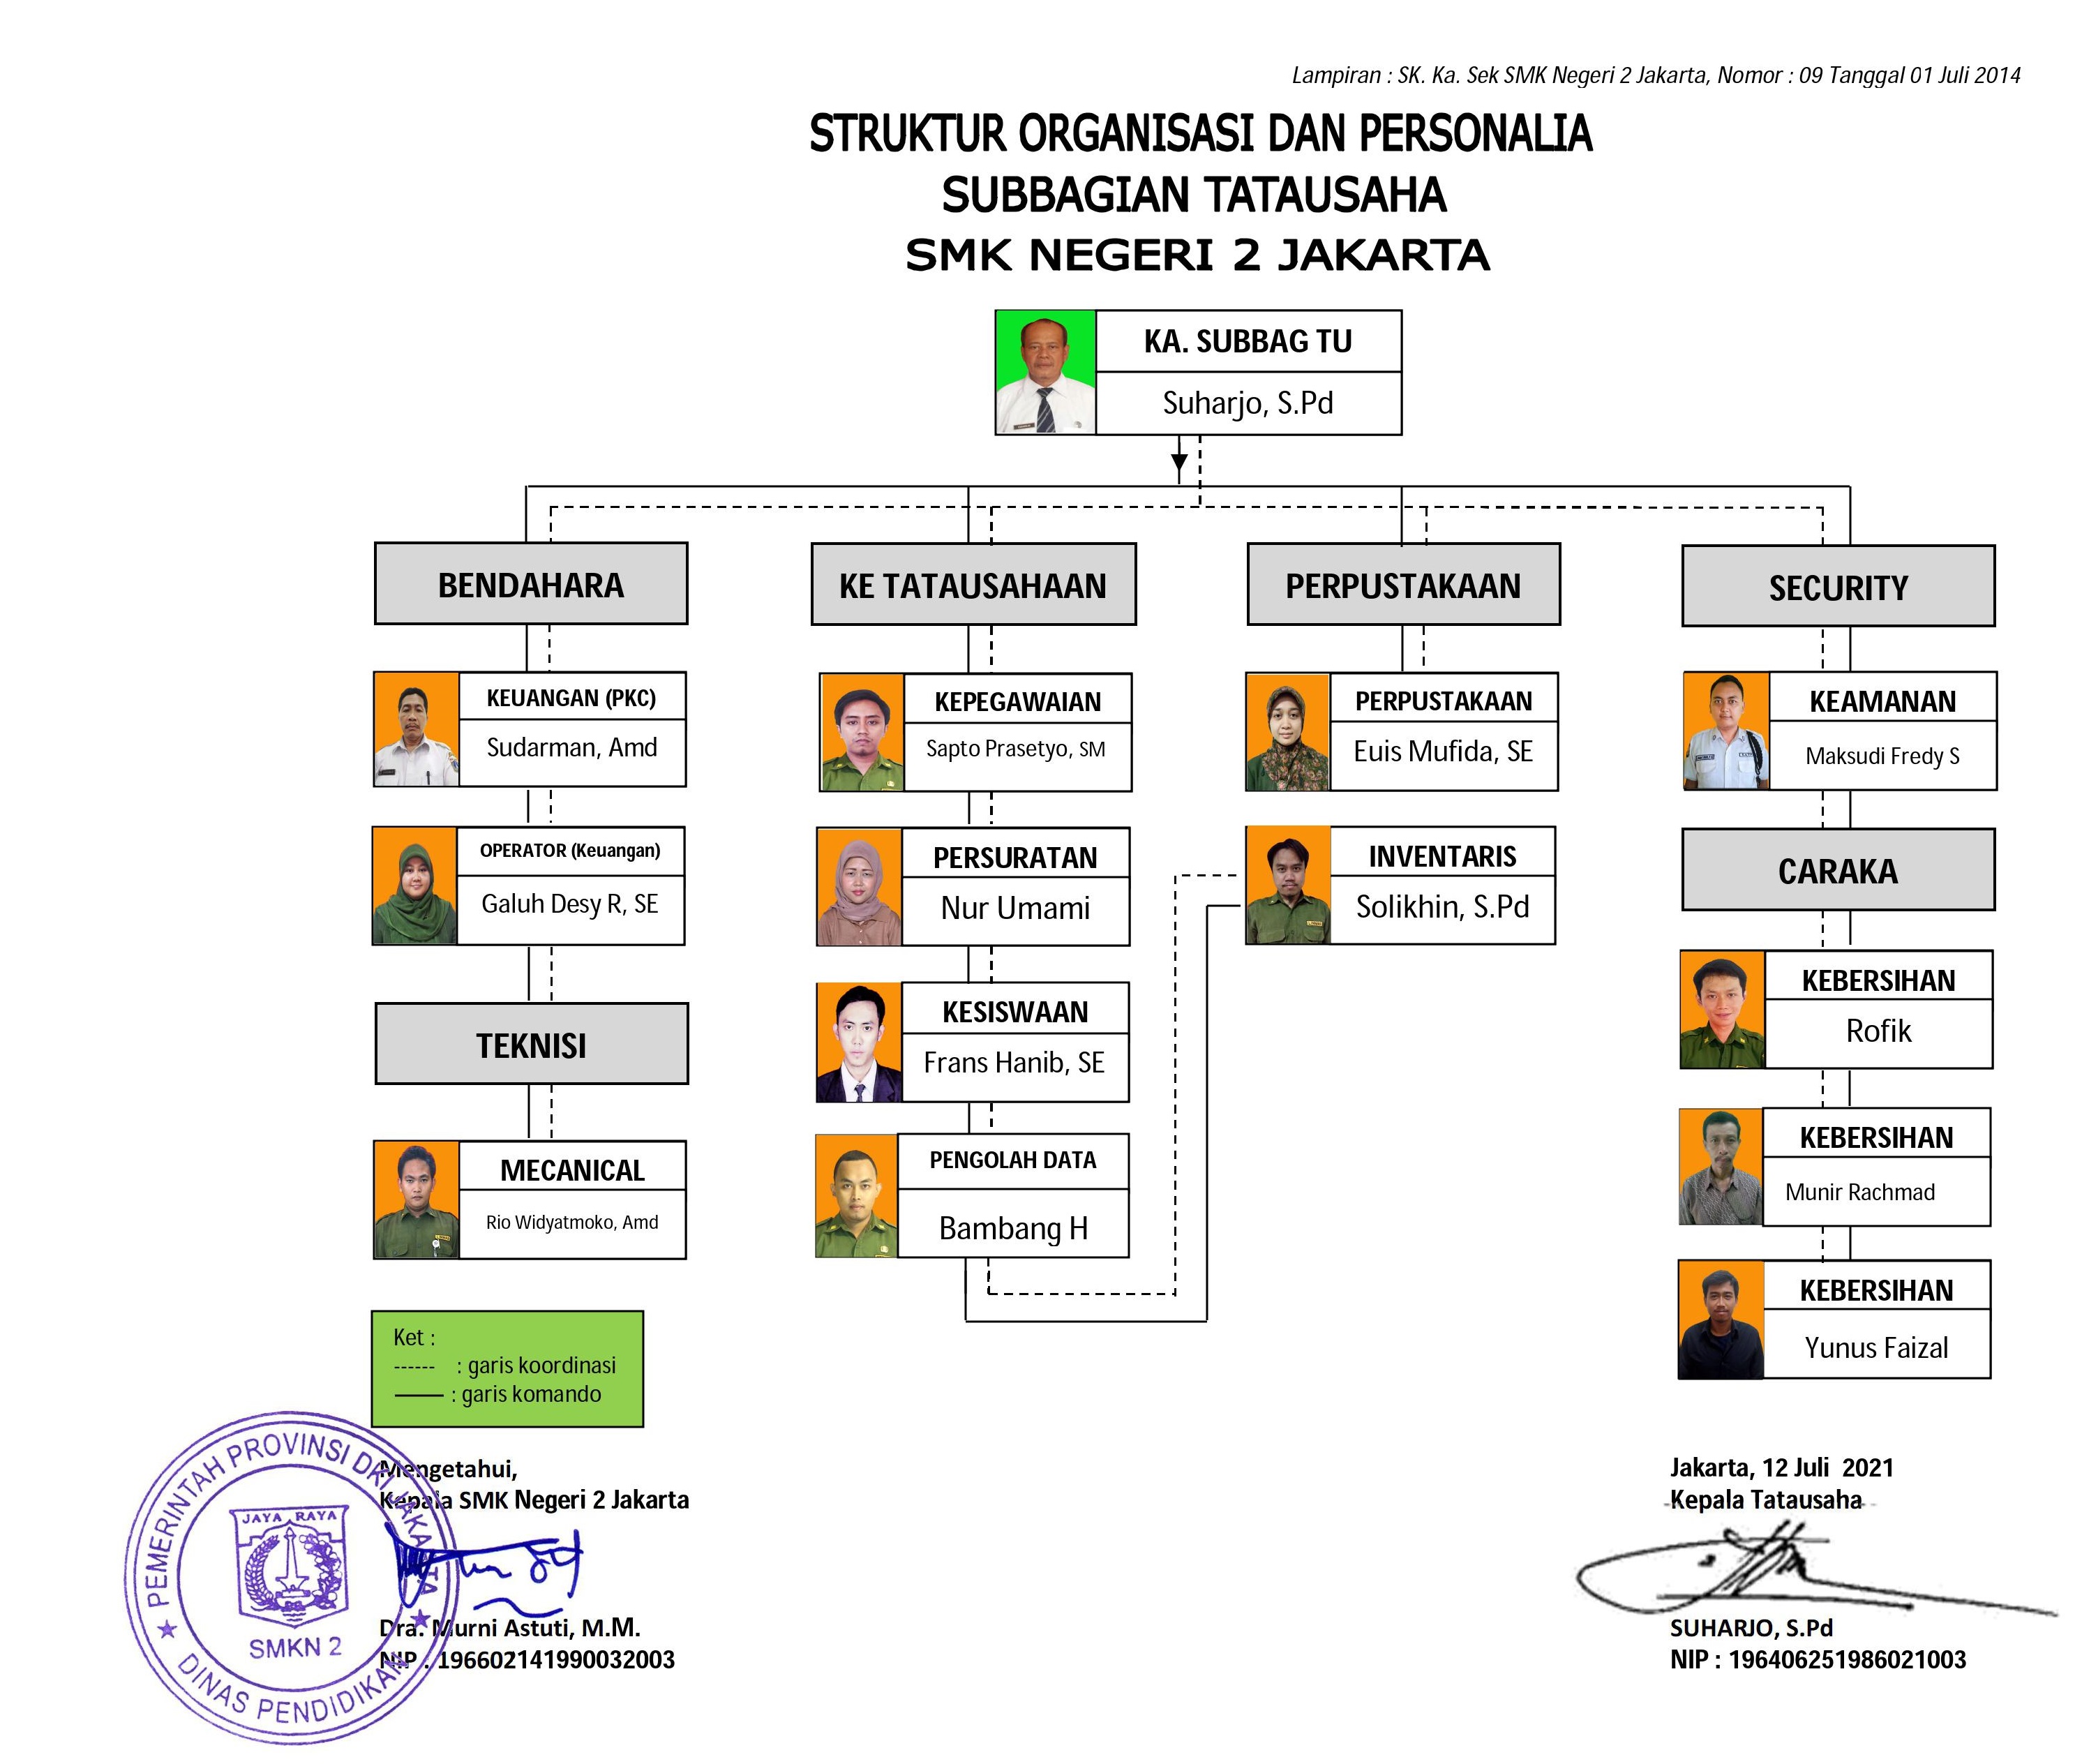 Lampiran : SK. Ka. Sek SMK Negeri 2 Jakarta, Nomor : 09 Tanggal 01 Juli 2014
STRUKTUR ORGANISASI DAN PERSONALIA
SUBBAGIAN TATAUSAHA
SMK NEGERI 2 JAKARTA
KA. SUBBAG TU
Suharjo, S.Pd
BENDAHARA
KEUANGAN (PKC)
Sudarman, Amd
OPERATOR (Keuangan)
Galuh Desy R, SE
TEKNISI
MECANICAL
Rio Widyatmoko, Amd
KE TATAUSAHAAN
KEPEGAWAIAN
Sapto Prasetyo, SM
PERSURATAN
Nur Umami
KESISWAAN
Frans Hanib, SE
PENGOLAH DATA
Bambang H
PERPUSTAKAAN
PERPUSTAKAAN
Euis Mufida, SE
INVENTARIS
Solikhin, S.Pd
SECURITY
KEAMANAN
Maksudi Fredy S
CARAKA
KEBERSIHAN
Rofik
KEBERSIHAN
Munir Rachmad
KEBERSIHAN
Yunus Faizal
Ket :
------ : garis koordinasi
: garis komando
PEMERINTAH PROVINSI DKI JAKARTA
JAYA RAYA
SMKN 2
DINAS PENDIDIKAN
Mengetahui,
Kepala SMK Negeri 2 Jakarta
Dra. Murni Astuti, M.M.
NIP : 196602141990032003
Jakarta, 12 Juli 2021
Kepala Tatausaha
SUHARJO, S.Pd
NIP : 196406251986021003